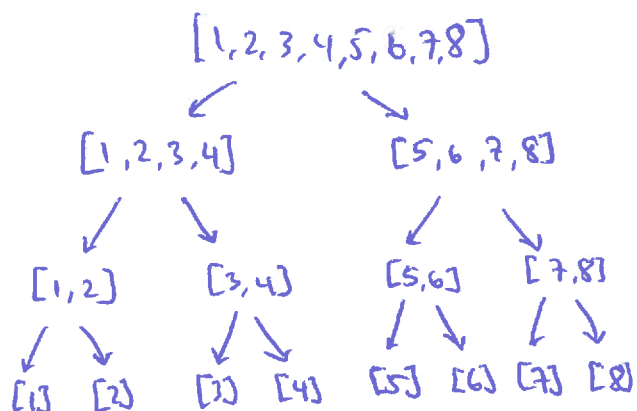 [1,2,3,4,5,6,7,8]
[1,2,3,4] [5,6,7,8]
[1,2] [3,4] [5,6] [7,8]
[1] [2] [3] [4] [5] [6] [7] [8]